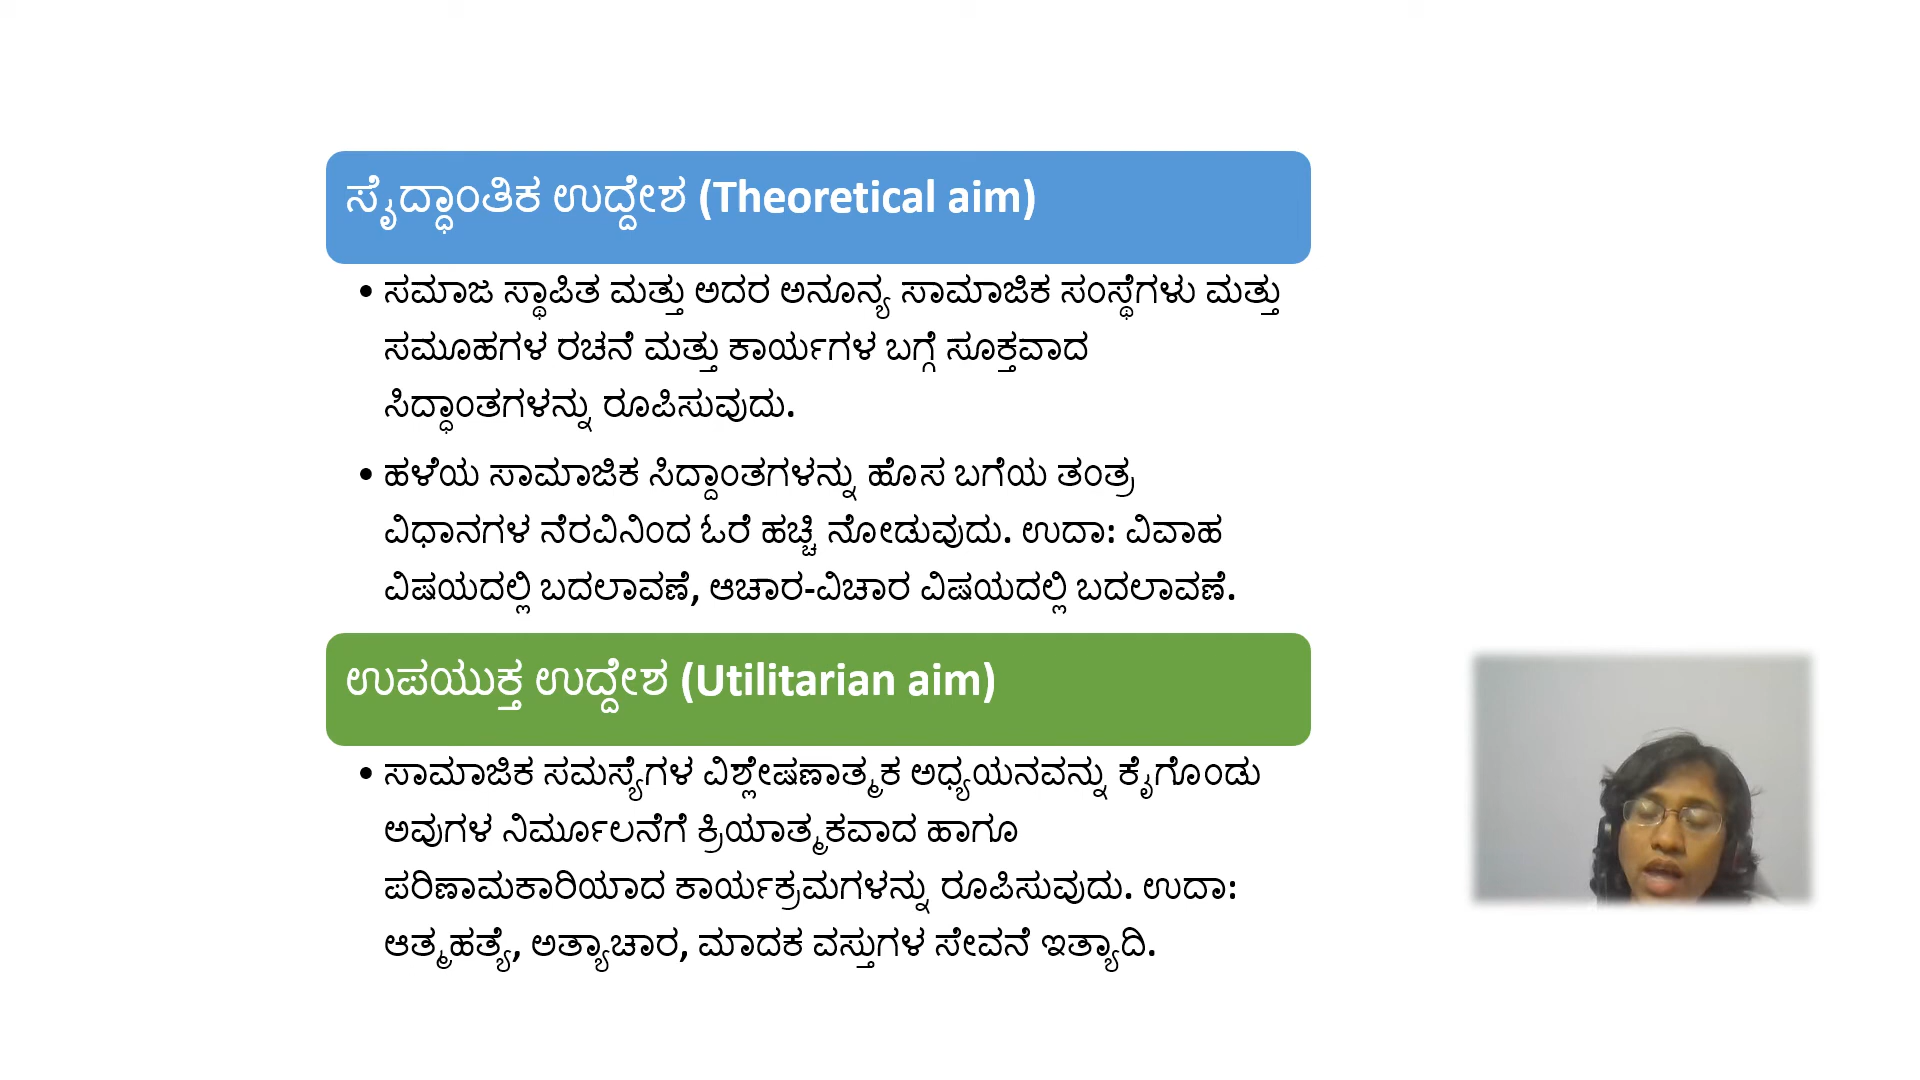 ಸೈದ್ಧಾಂತಿಕ ಉದ್ದೇಶ (Theoretical aim)
• ಸಮಾಜ ಸ್ಥಾಪಿತ ಮತ್ತು ಅದರ ಅನೂನ್ಯ ಸಾಮಾಜಿಕ ಸಂಸ್ಥೆಗಳು ಮತ್ತು
ಸಮೂಹಗಳ ರಚನೆ ಮತ್ತು ಕಾರ್ಯಗಳ ಬಗ್ಗೆ ಸೂಕ್ತವಾದ
ಸಿದ್ಧಾಂತಗಳನ್ನು ರೂಪಿಸುವುದು.
• ಹಳೆಯ ಸಾಮಾಜಿಕ ಸಿದ್ದಾಂತಗಳನ್ನು ಹೊಸ ಬಗೆಯ ತಂತ್ರ
ವಿಧಾನಗಳ ನೆರವಿನಿಂದ ಓರೆ ಹಚ್ಚಿ ನೋಡುವುದು. ಉದಾ: ವಿವಾಹ
ವಿಷಯದಲ್ಲಿ ಬದಲಾವಣೆ, ಆಚಾರ-ವಿಚಾರ ವಿಷಯದಲ್ಲಿ ಬದಲಾವಣೆ.
ಉಪಯುಕ್ತ ಉದ್ದೇಶ (Utilitarian aim)
• ಸಾಮಾಜಿಕ ಸಮಸ್ಯೆಗಳ ವಿಶ್ಲೇಷಣಾತ್ಮಕ ಅಧ್ಯಯನವನ್ನು ಕೈಗೊಂಡು
ಅವುಗಳ ನಿರ್ಮೂಲನೆಗೆ ಕ್ರಿಯಾತ್ಮಕವಾದ ಹಾಗೂ
ಪರಿಣಾಮಕಾರಿಯಾದ ಕಾರ್ಯಕ್ರಮಗಳನ್ನು ರೂಪಿಸುವುದು. ಉದಾ:
ಆತ್ಮಹತ್ಯೆ, ಅತ್ಯಾಚಾರ, ಮಾದಕ ವಸ್ತುಗಳ ಸೇವನೆ ಇತ್ಯಾದಿ.